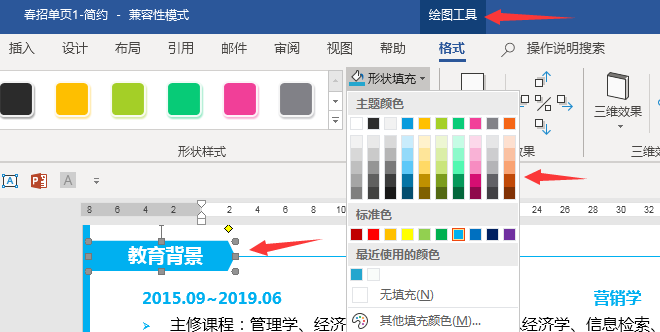 春招单页1-简约 - 兼容性模式
绘图工具
插入 设计 布局 引用 邮件 审阅 视图 帮助 格式 操作说明搜索
形状填充
主题颜色
三维效果
三维
形状样式
效果
标准色
8 6 4 2 2 4 6 8 10 24 26 28 30 32
最近使用的颜色
教育背景
无填充(N)
2015.09~2019.06
营销学
其他填充颜色(M)...
主修课程：管理学、经济
经济学、信息检索、